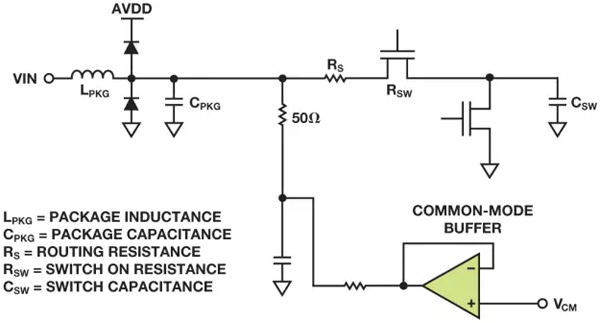 AVDD
VIN
LPKG
CPKG
RS
RSW
CSW
50Ω
LPKG = PACKAGE INDUCTANCE
CPKG = PACKAGE CAPACITANCE
RS = ROUTING RESISTANCE
RSW = SWITCH ON RESISTANCE
CSW = SWITCH CAPACITANCE
COMMON-MODE
BUFFER
−
+
VCM